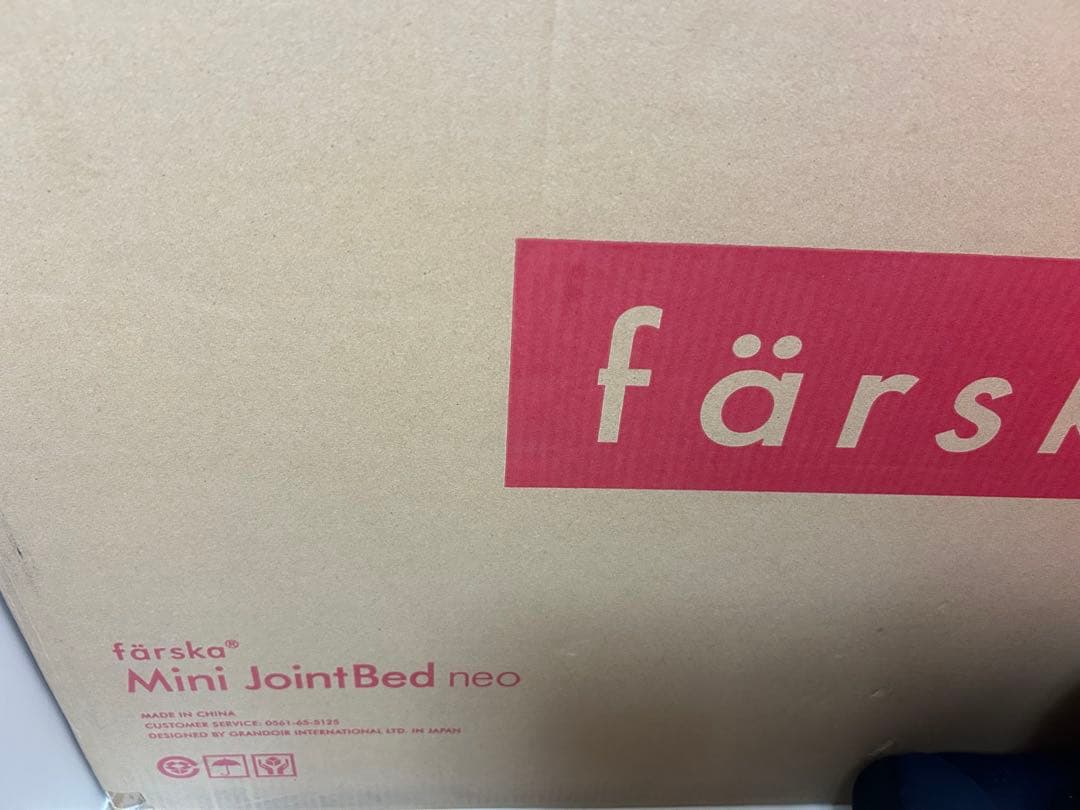 färsk
färska®
Mini JointBed neo
MADE IN CHINA
CUSTOMER SERVICE: 0561-65-5125
DESIGNED BY GRANDOIR INTERNATIONAL LTD. IN JAPAN